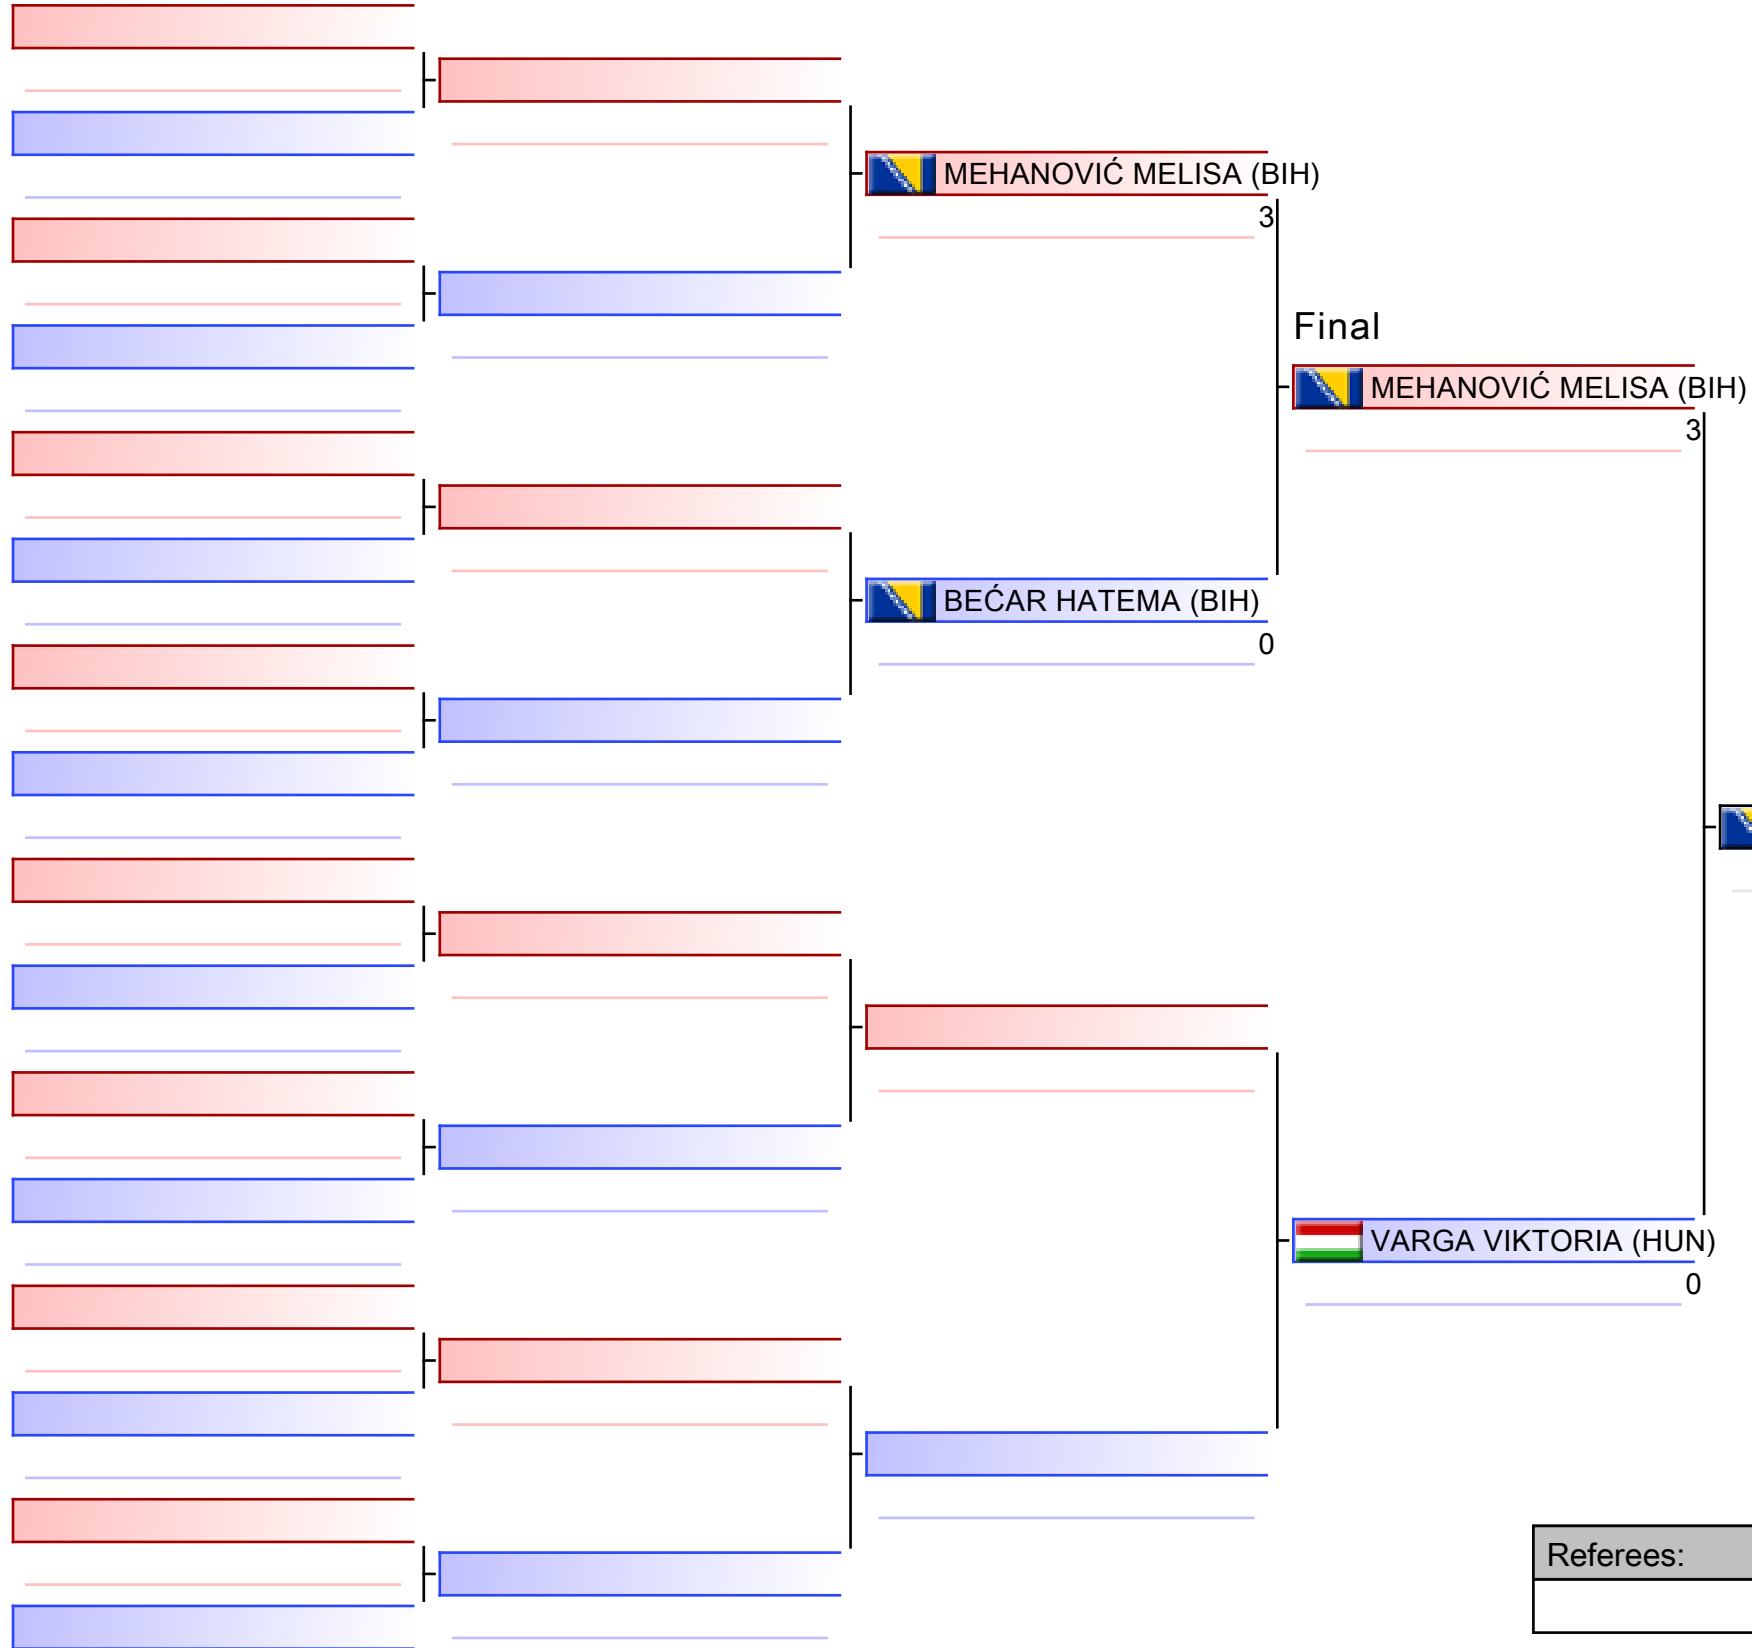 MEHANOVIĆ MELISA (BIH)
3
Final
MEHANOVIĆ MELISA (BIH)
3
BEĆAR HATEMA (BIH)
0
VARGA VIKTORIA (HUN)
0
Referees: